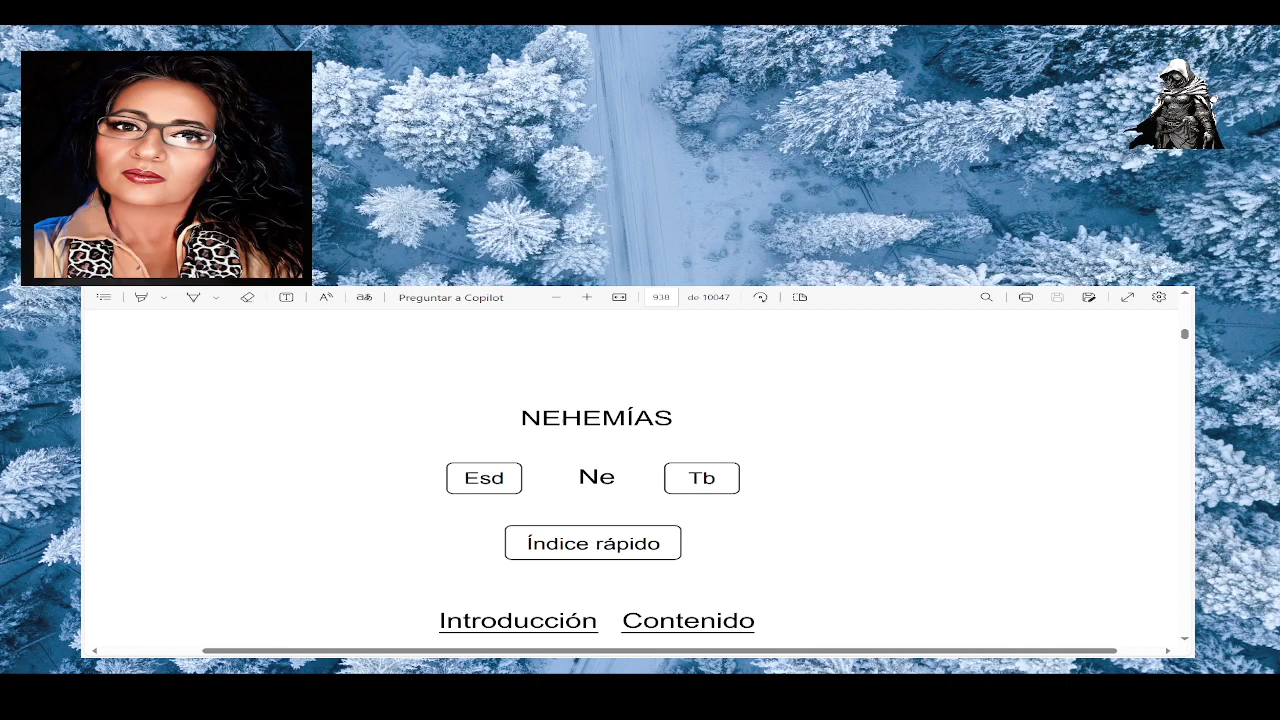 Preguntar a Copilot 938 de 10047
NEHEMÍAS
Esd Ne Tb
Índice rápido
Introducción Contenido